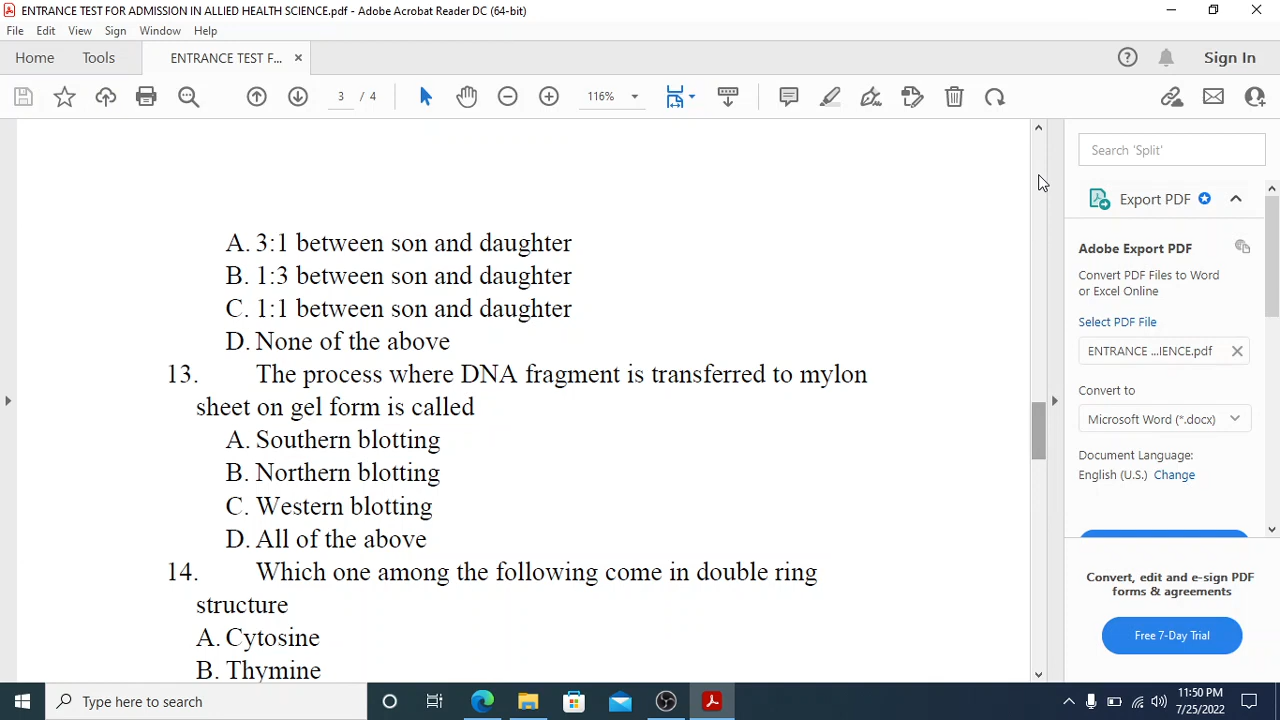 ENTRANCE TEST FOR ADMISSION IN ALLIED HEALTH SCIENCE.pdf - Adobe Acrobat Reader DC (64-bit)
File Edit View Sign Window Help
Home Tools ENTRANCE TEST F... × Sign In
3 / 4 116%
A. 3:1 between son and daughter
B. 1:3 between son and daughter
C. 1:1 between son and daughter
D. None of the above
13. The process where DNA fragment is transferred to mylon
sheet on gel form is called
A. Southern blotting
B. Northern blotting
C. Western blotting
D. All of the above
14. Which one among the following come in double ring
structure
A. Cytosine
B. Thymine
Search 'Split'
Export PDF
Adobe Export PDF
Convert PDF Files to Word
or Excel Online
Select PDF File
ENTRANCE ...IENCE.pdf
Convert to
Microsoft Word (*.docx)
Document Language:
English (U.S.) Change
Convert, edit and e-sign PDF
forms & agreements
Free 7-Day Trial
Type here to search
11:50 PM
7/25/2022